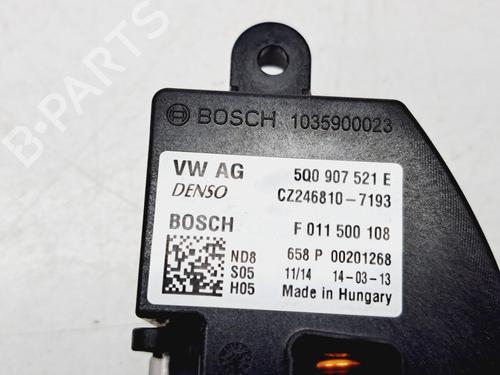 BOSCH 1035900023
VW AG 5Q0 907 521 E
DENSO CZ246810-7193
BOSCH F 011 500 108
ND8 658 P 00201268
S05 11/14 14-03-13
H05 Made in Hungary
B-PARTS